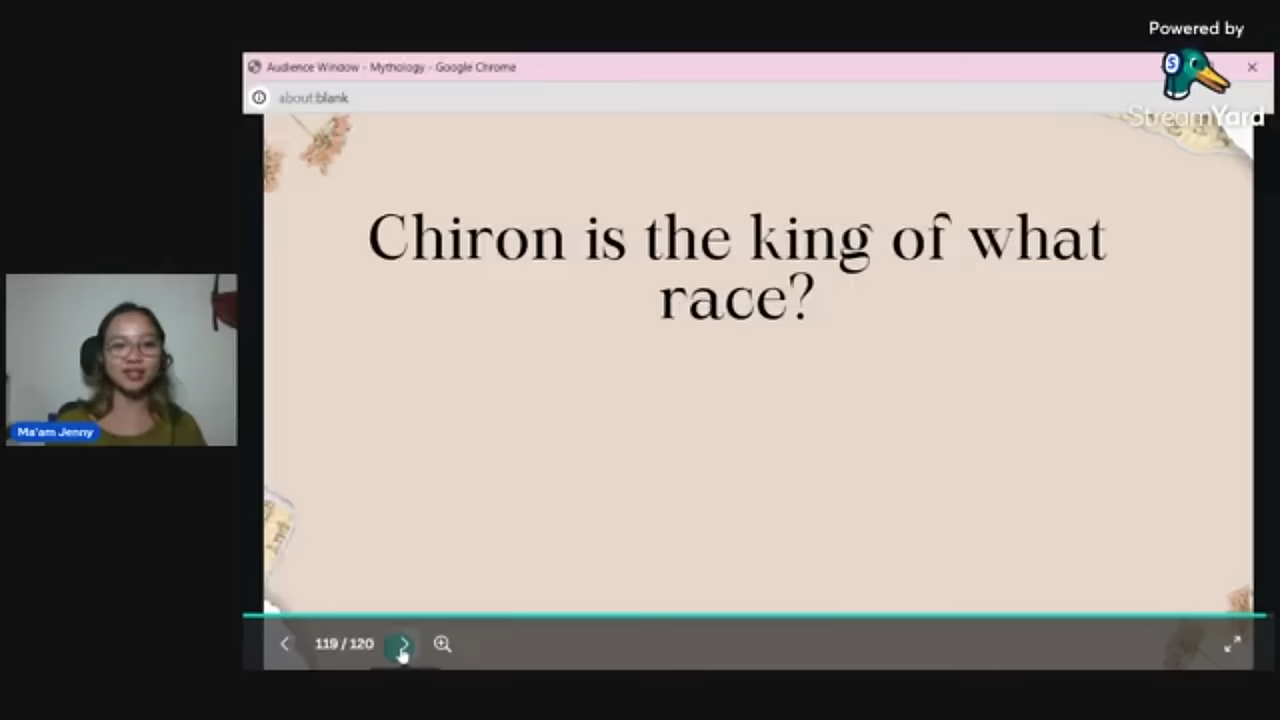 Powered by
StreamYard
Audience Window - Mythology - Google Chrome
about:blank
Chiron is the king of what
race?
Ma'am Jenny
119 / 120